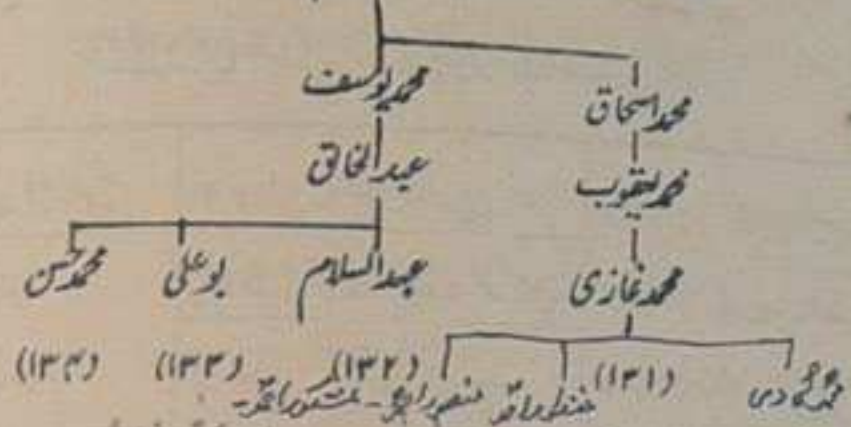 محمد یوسف
محمد اسحاق
عبدالخالق
محمد یعقوب
محمد غازی
عبدالسلام
بوعلی
محمد حسن
(۱۳۱)
(۱۳۲)
(۱۳۳)
(۱۳۴)